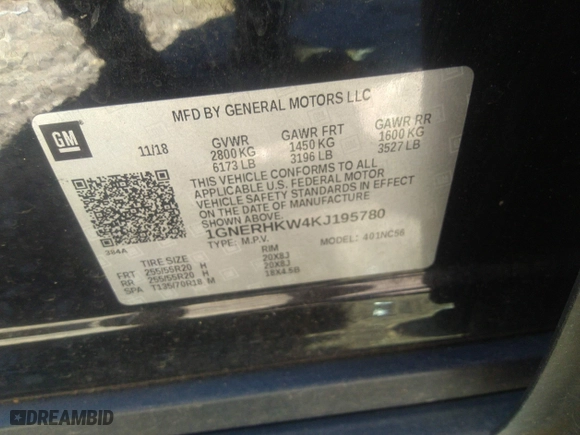 MFD BY GENERAL MOTORS LLC
GM
11/18
GVWR
2800 KG
6173 LB
GAWR FRT
1450 KG
3196 LB
GAWR RR
1600 KG
3527 LB
THIS VEHICLE CONFORMS TO ALL
APPLICABLE U.S. FEDERAL MOTOR
VEHICLE SAFETY STANDARDS IN EFFECT
ON THE DATE OF MANUFACTURE
SHOWN ABOVE.
1GNERHKW4KJ195780
TYPE: M.P.V. MODEL: 401NC56
364A
TIRE SIZE RIM
FRT 255/55R20 H 20X8J
RR 255/55R20 H 20X8J
SPA T135/70R18 M 18X4.5B
DREAMBID